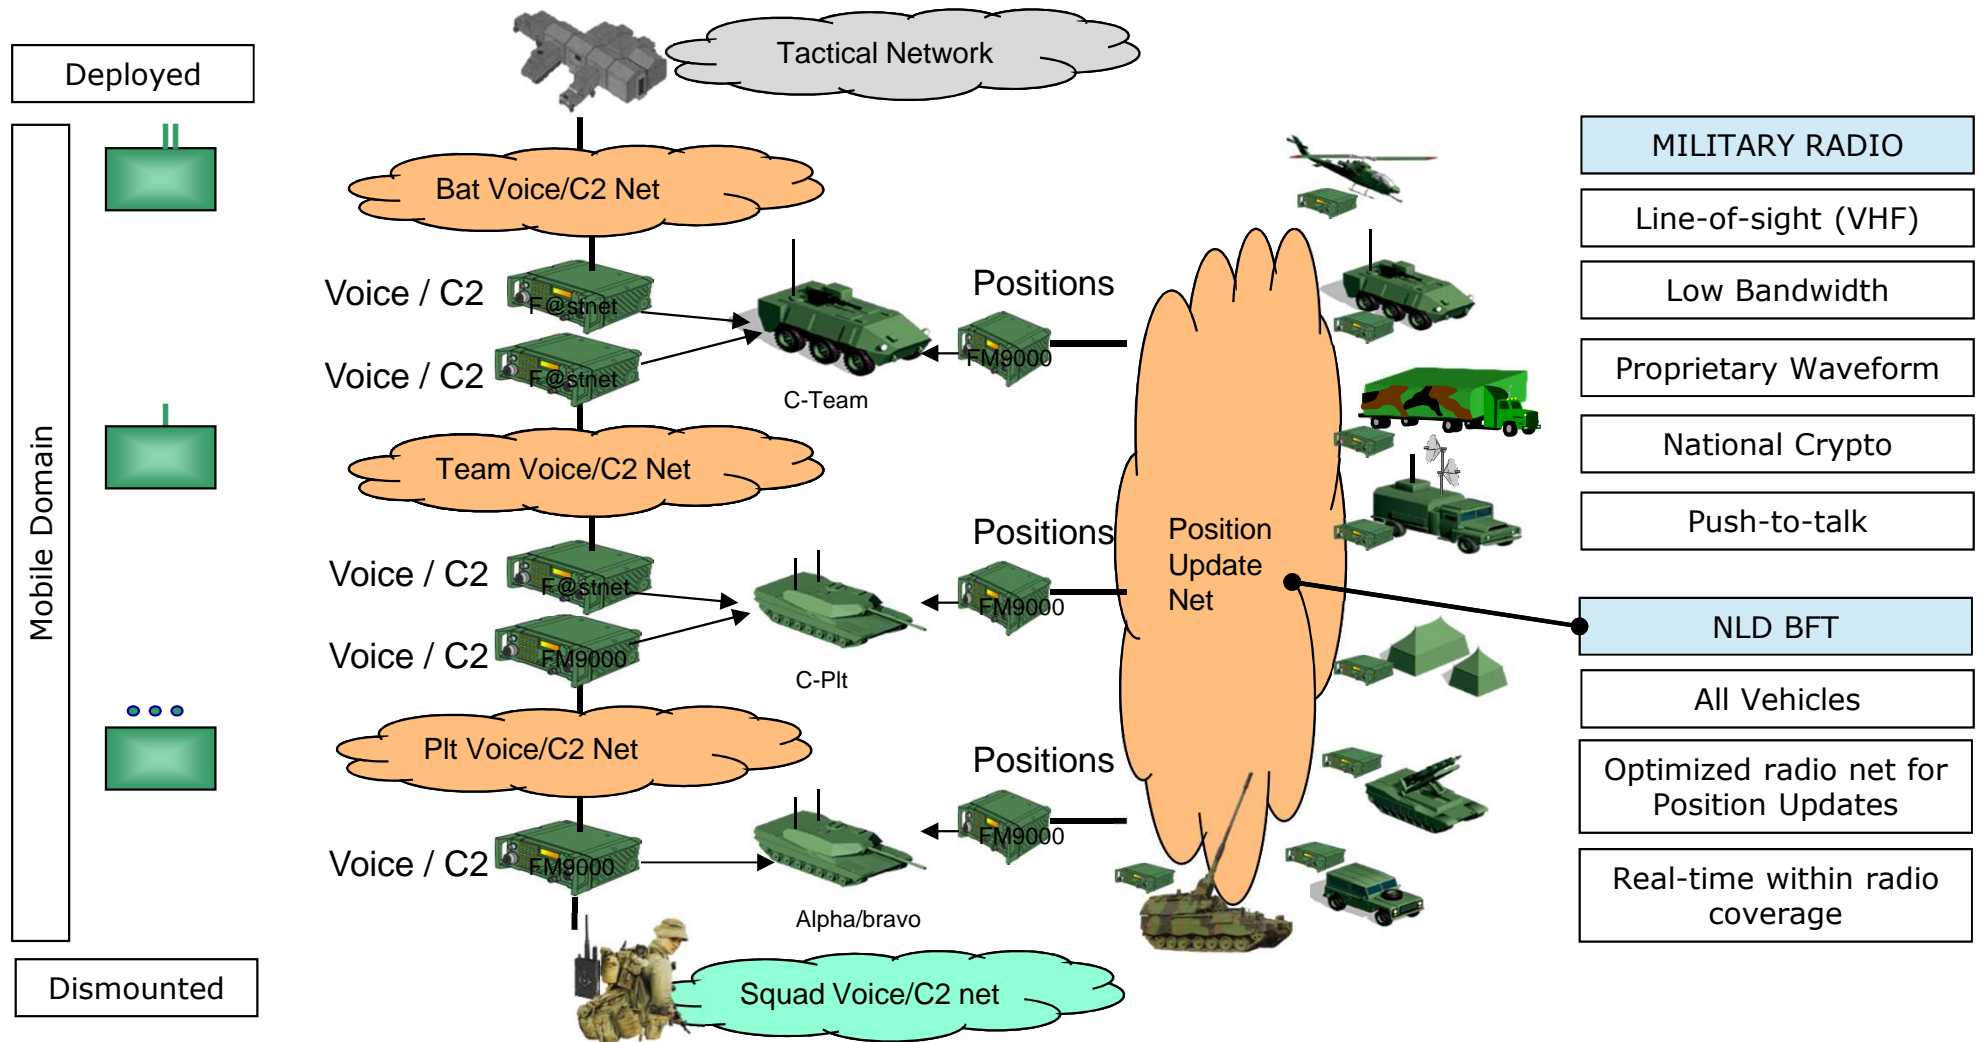 Deployed
Tactical Network
Mobile Domain
Bat Voice/C2 Net
Voice / C2
F@stnet
Voice / C2
F@stnet
C-Team
Positions
FM9000
Team Voice/C2 Net
Voice / C2
F@stnet
Voice / C2
FM9000
C-Plt
Positions
FM9000
Plt Voice/C2 Net
Voice / C2
FM9000
Alpha/bravo
Positions
FM9000
Position
Update
Net
Dismounted
Squad Voice/C2 net
MILITARY RADIO
Line-of-sight (VHF)
Low Bandwidth
Proprietary Waveform
National Crypto
Push-to-talk
NLD BFT
All Vehicles
Optimized radio net for
Position Updates
Real-time within radio
coverage